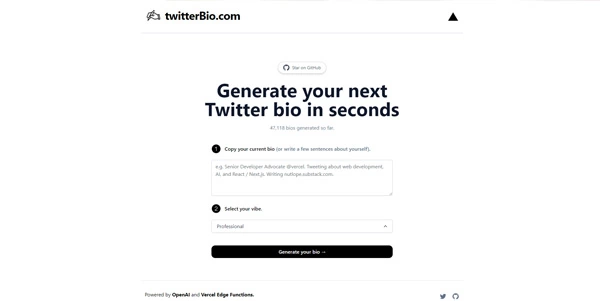 twitterBio.com
Star on GitHub
Generate your next
Twitter bio in seconds
47,118 bios generated so far.
1 Copy your current bio (or write a few sentences about yourself).
e.g. Senior Developer Advocate @vercel. Tweeting about web development,
AI, and React / Next.js. Writing nutlope.substack.com.
2 Select your vibe.
Professional
Generate your bio →
Powered by OpenAI and Vercel Edge Functions.